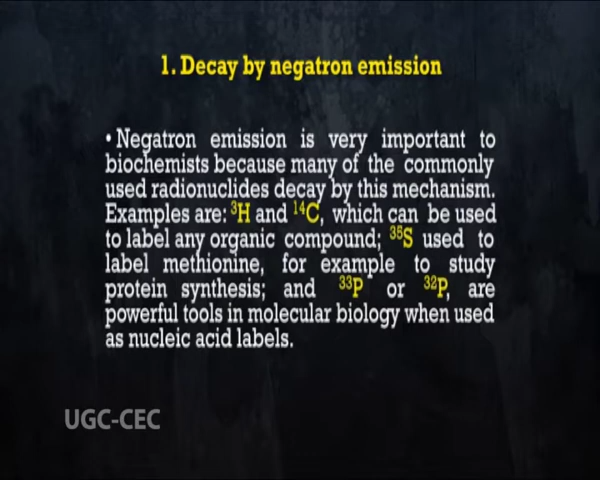 1. Decay by negatron emission
• Negatron emission is very important to
biochemists because many of the commonly
used radionuclides decay by this mechanism.
Examples are: ³H and ¹⁴C, which can be used
to label any organic compound; ³⁵S used to
label methionine, for example to study
protein synthesis; and ³³P or ³²P, are
powerful tools in molecular biology when used
as nucleic acid labels.
UGC-CEC